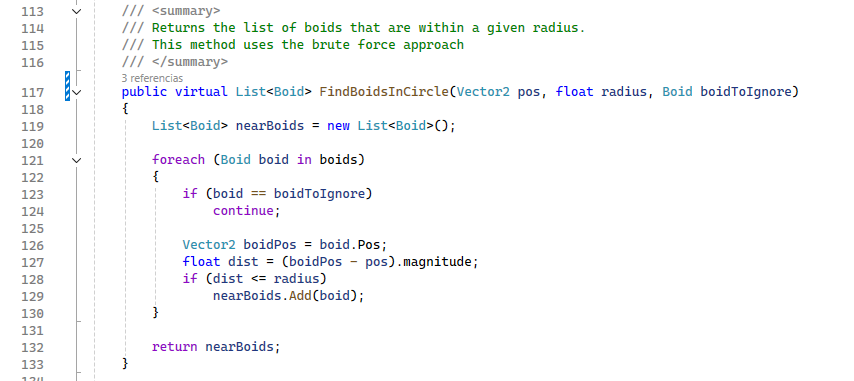 113 /// <summary>
114 /// Returns the list of boids that are within a given radius.
115 /// This method uses the brute force approach
116 /// </summary>
3 referencias
117 public virtual List<Boid> FindBoidsInCircle(Vector2 pos, float radius, Boid boidToIgnore)
118 {
119     List<Boid> nearBoids = new List<Boid>();
120
121     foreach (Boid boid in boids)
122     {
123         if (boid == boidToIgnore)
124             continue;
125
126         Vector2 boidPos = boid.Pos;
127         float dist = (boidPos - pos).magnitude;
128         if (dist <= radius)
129             nearBoids.Add(boid);
130     }
131
132     return nearBoids;
133 }